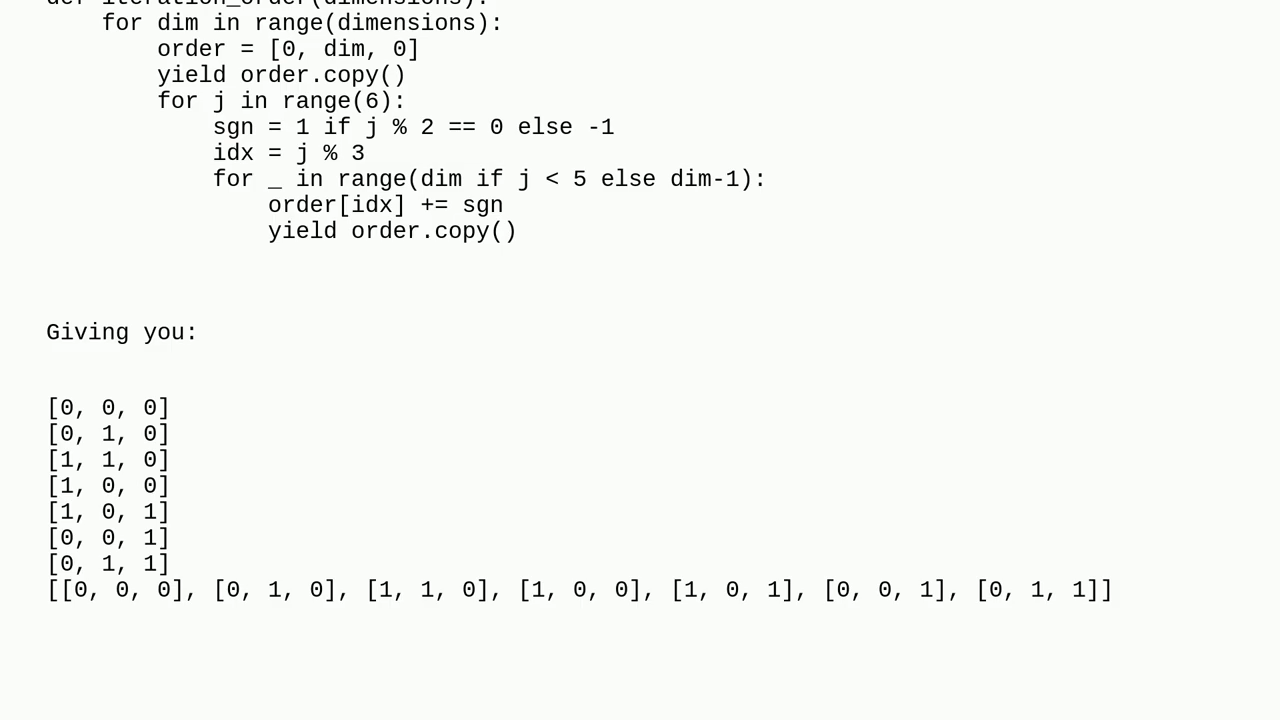 def iteration_order(dimensions):
    for dim in range(dimensions):
        order = [0, dim, 0]
        yield order.copy()
        for j in range(6):
            sgn = 1 if j % 2 == 0 else -1
            idx = j % 3
            for _ in range(dim if j < 5 else dim-1):
                order[idx] += sgn
                yield order.copy()
Giving you:
[0, 0, 0]
[0, 1, 0]
[1, 1, 0]
[1, 0, 0]
[1, 0, 1]
[0, 0, 1]
[0, 1, 1]
[[0, 0, 0], [0, 1, 0], [1, 1, 0], [1, 0, 0], [1, 0, 1], [0, 0, 1], [0, 1, 1]]